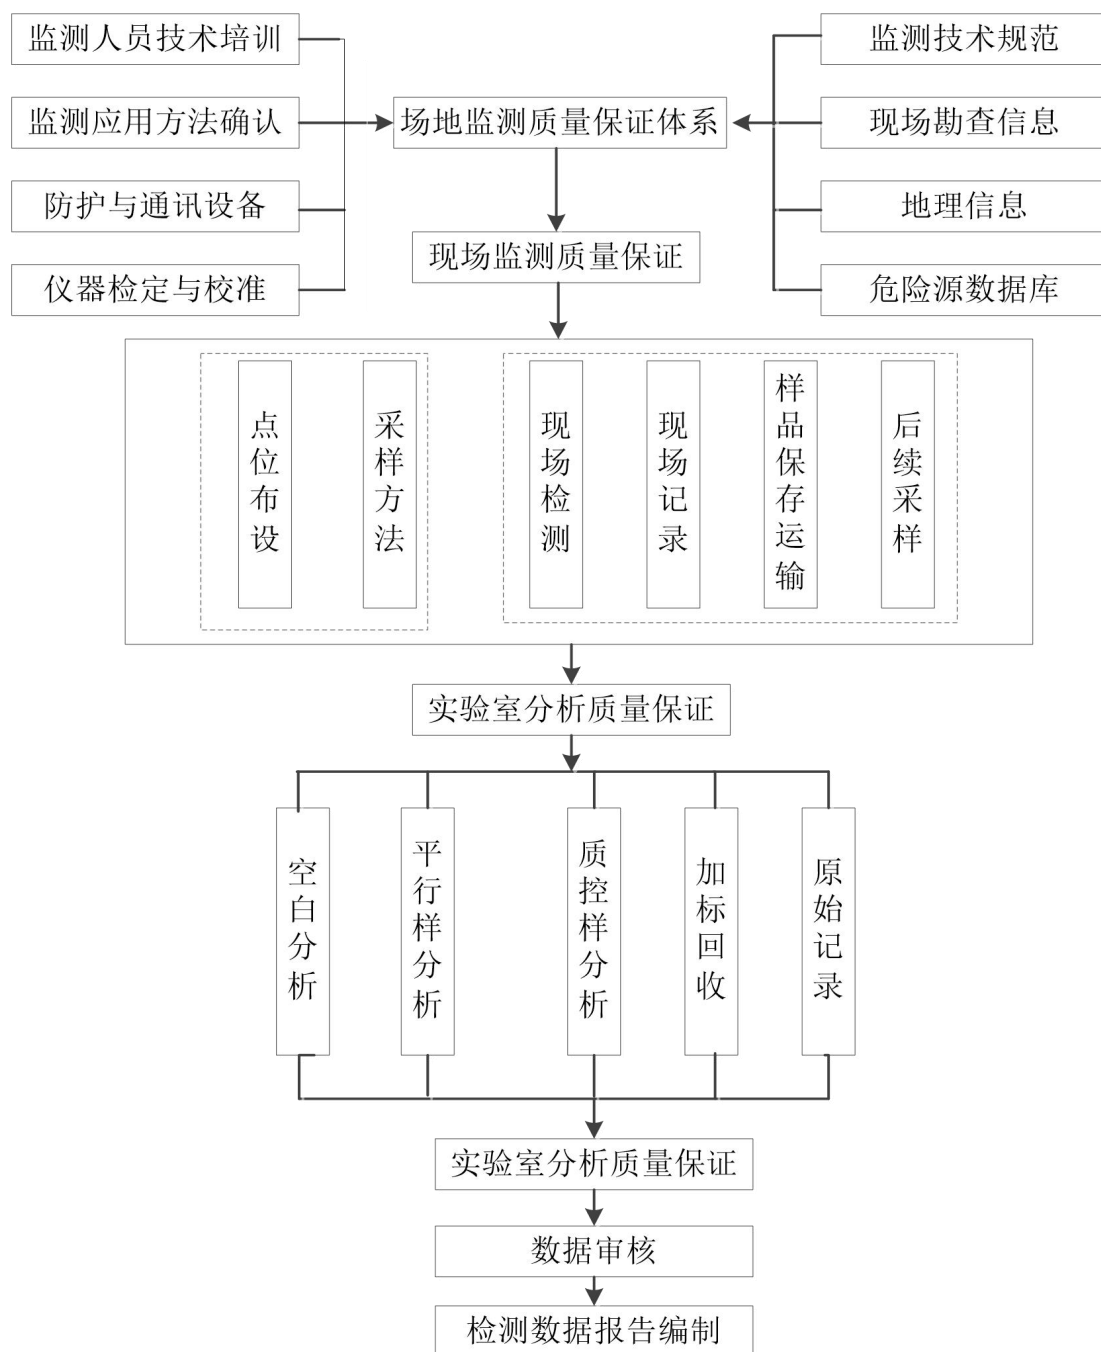 监测人员技术培训
监测技术规范
监测应用方法确认
场地监测质量保证体系
现场勘查信息
防护与通讯设备
地理信息
现场监测质量保证
仪器检定与校准
危险源数据库
点位布设
采样方法
现场检测
现场记录
样品保存运输
后续采样
实验室分析质量保证
空白分析
平行样分析
质控样分析
加标回收
原始记录
实验室分析质量保证
数据审核
检测数据报告编制